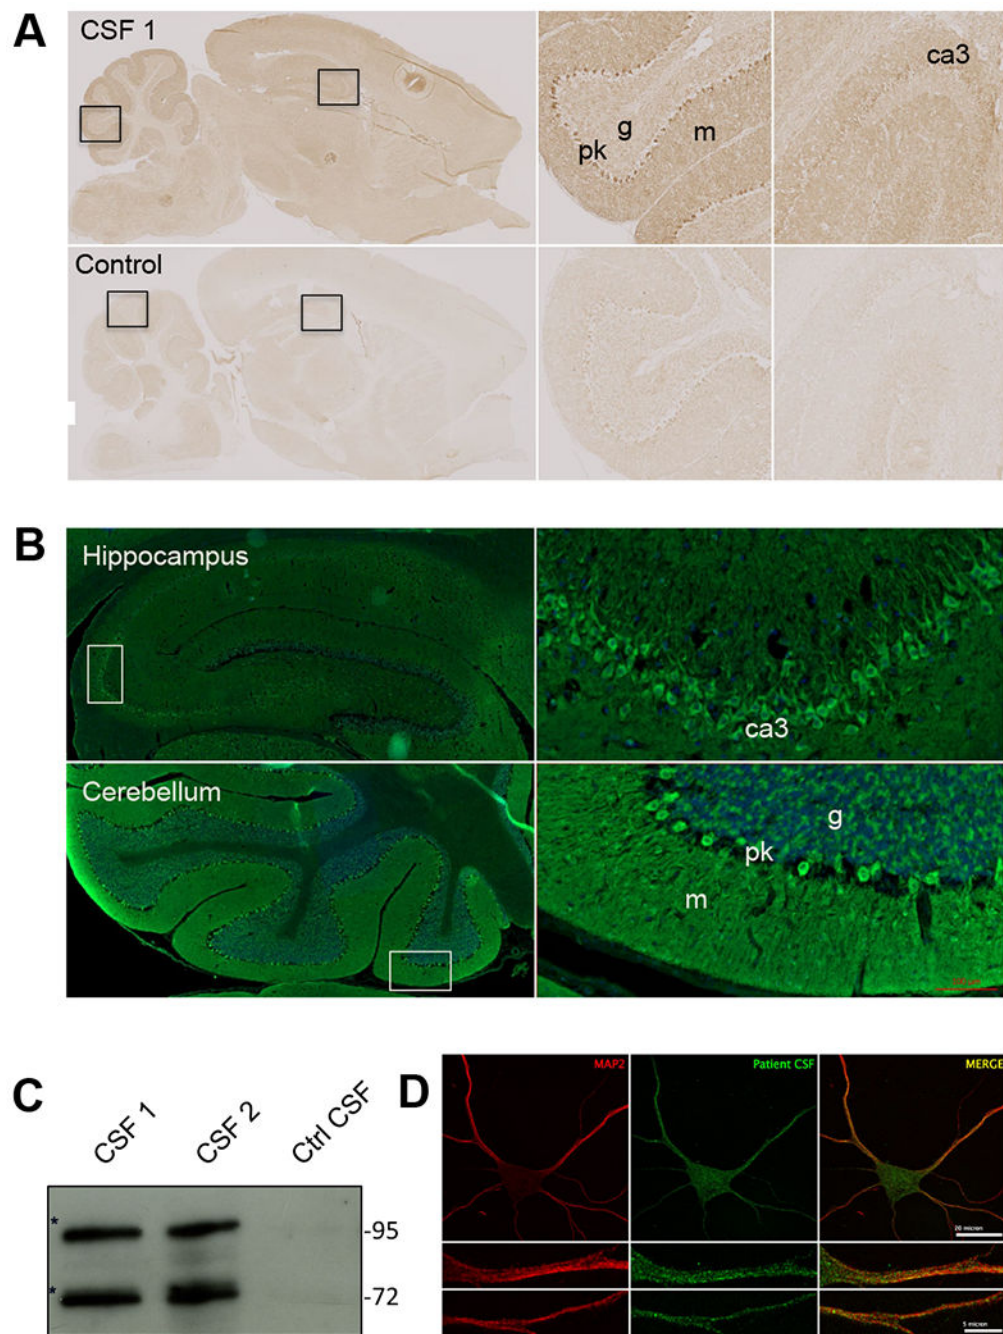 A
CSF 1
g
m
pk
ca3
Control
B
Hippocampus
ca3
Cerebellum
g
pk
m
C
CSF 1
CSF 2
Ctrl CSF
*
-95
*
-72
D
MAP2
Patient CSF
MERGE
20 micron
5 micron